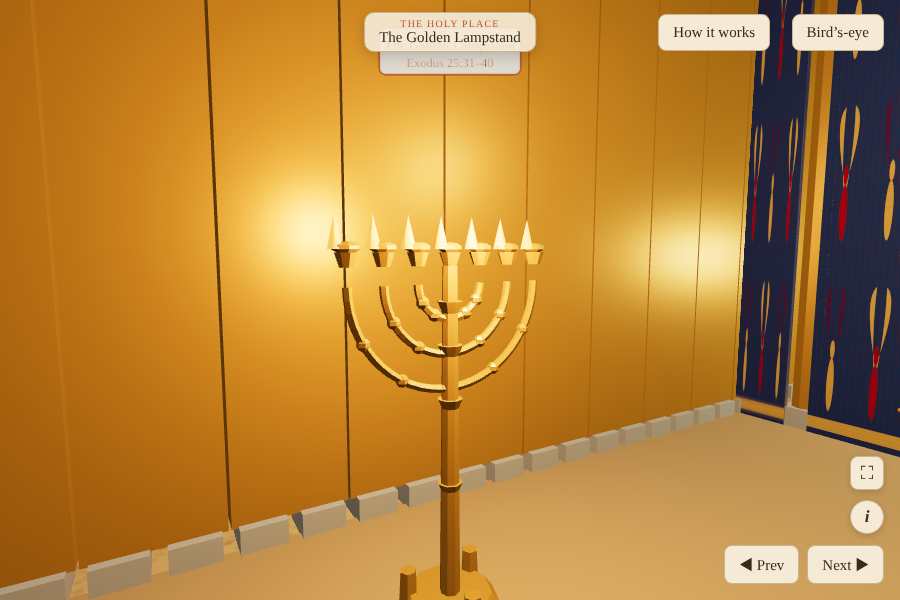 THE HOLY PLACE
The Golden Lampstand
Exodus 25:31–40
How it works
Bird's-eye
i
◀ Prev
Next ▶